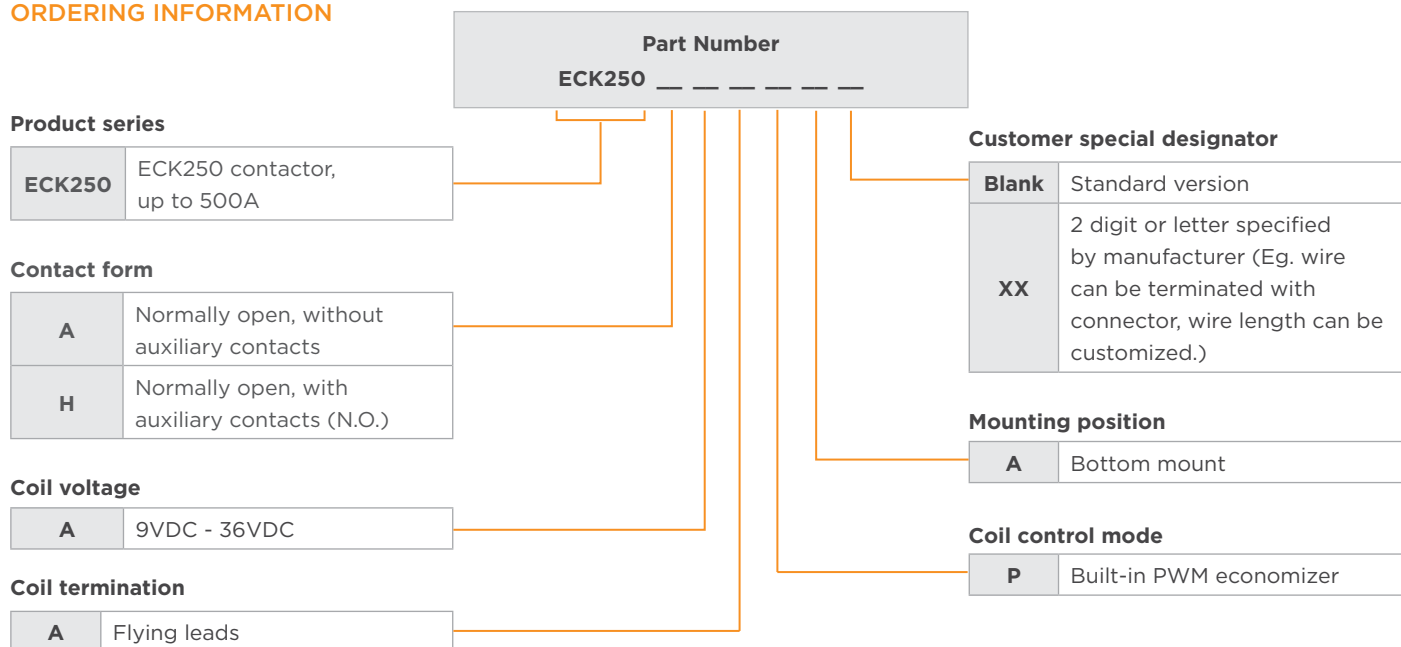 ORDERING INFORMATION
Part Number
ECK250 __ __ __ __ __ __
Product series
ECK250
ECK250 contactor,
up to 500A
Contact form
A
Normally open, without
auxiliary contacts
H
Normally open, with
auxiliary contacts (N.O.)
Coil voltage
A
9VDC - 36VDC
Coil termination
A
Flying leads
Customer special designator
Blank
Standard version
XX
2 digit or letter specified
by manufacturer (Eg. wire
can be terminated with
connector, wire length can be
customized.)
Mounting position
A
Bottom mount
Coil control mode
P
Built-in PWM economizer